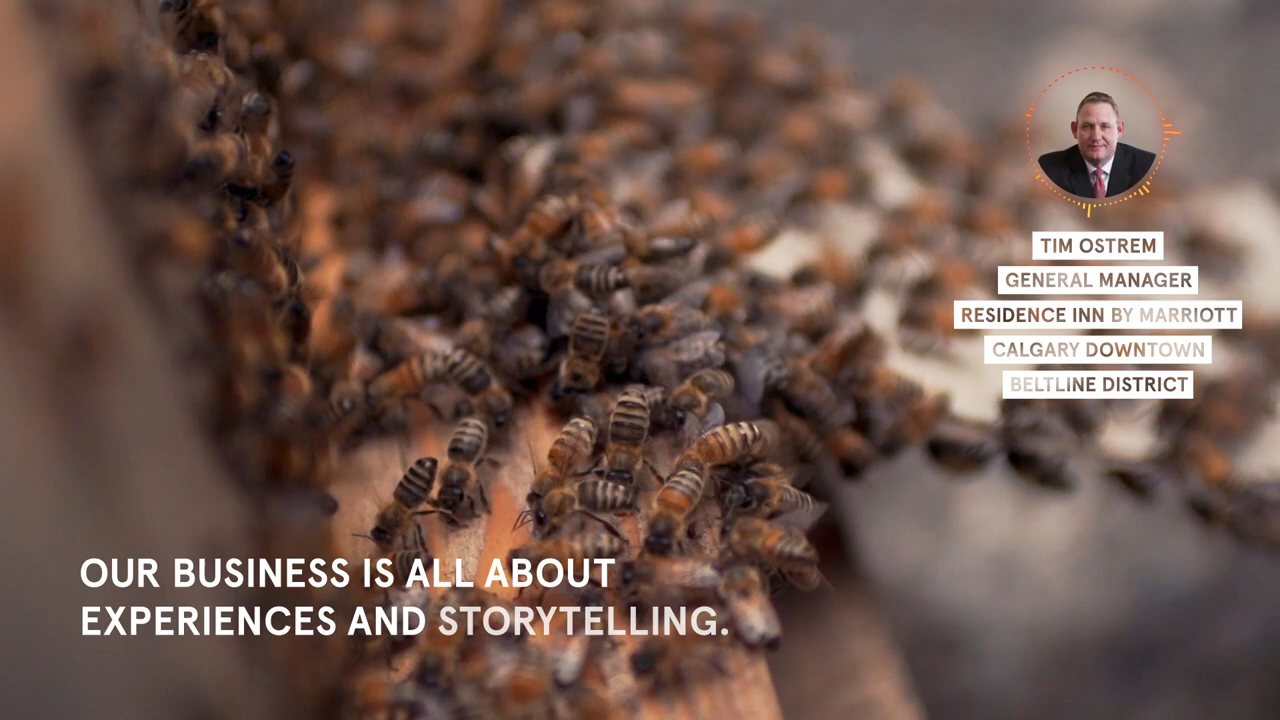 TIM OSTREM
GENERAL MANAGER
RESIDENCE INN BY MARRIOTT
CALGARY DOWNTOWN
BELTLINE DISTRICT
OUR BUSINESS IS ALL ABOUT
EXPERIENCES AND STORYTELLING.